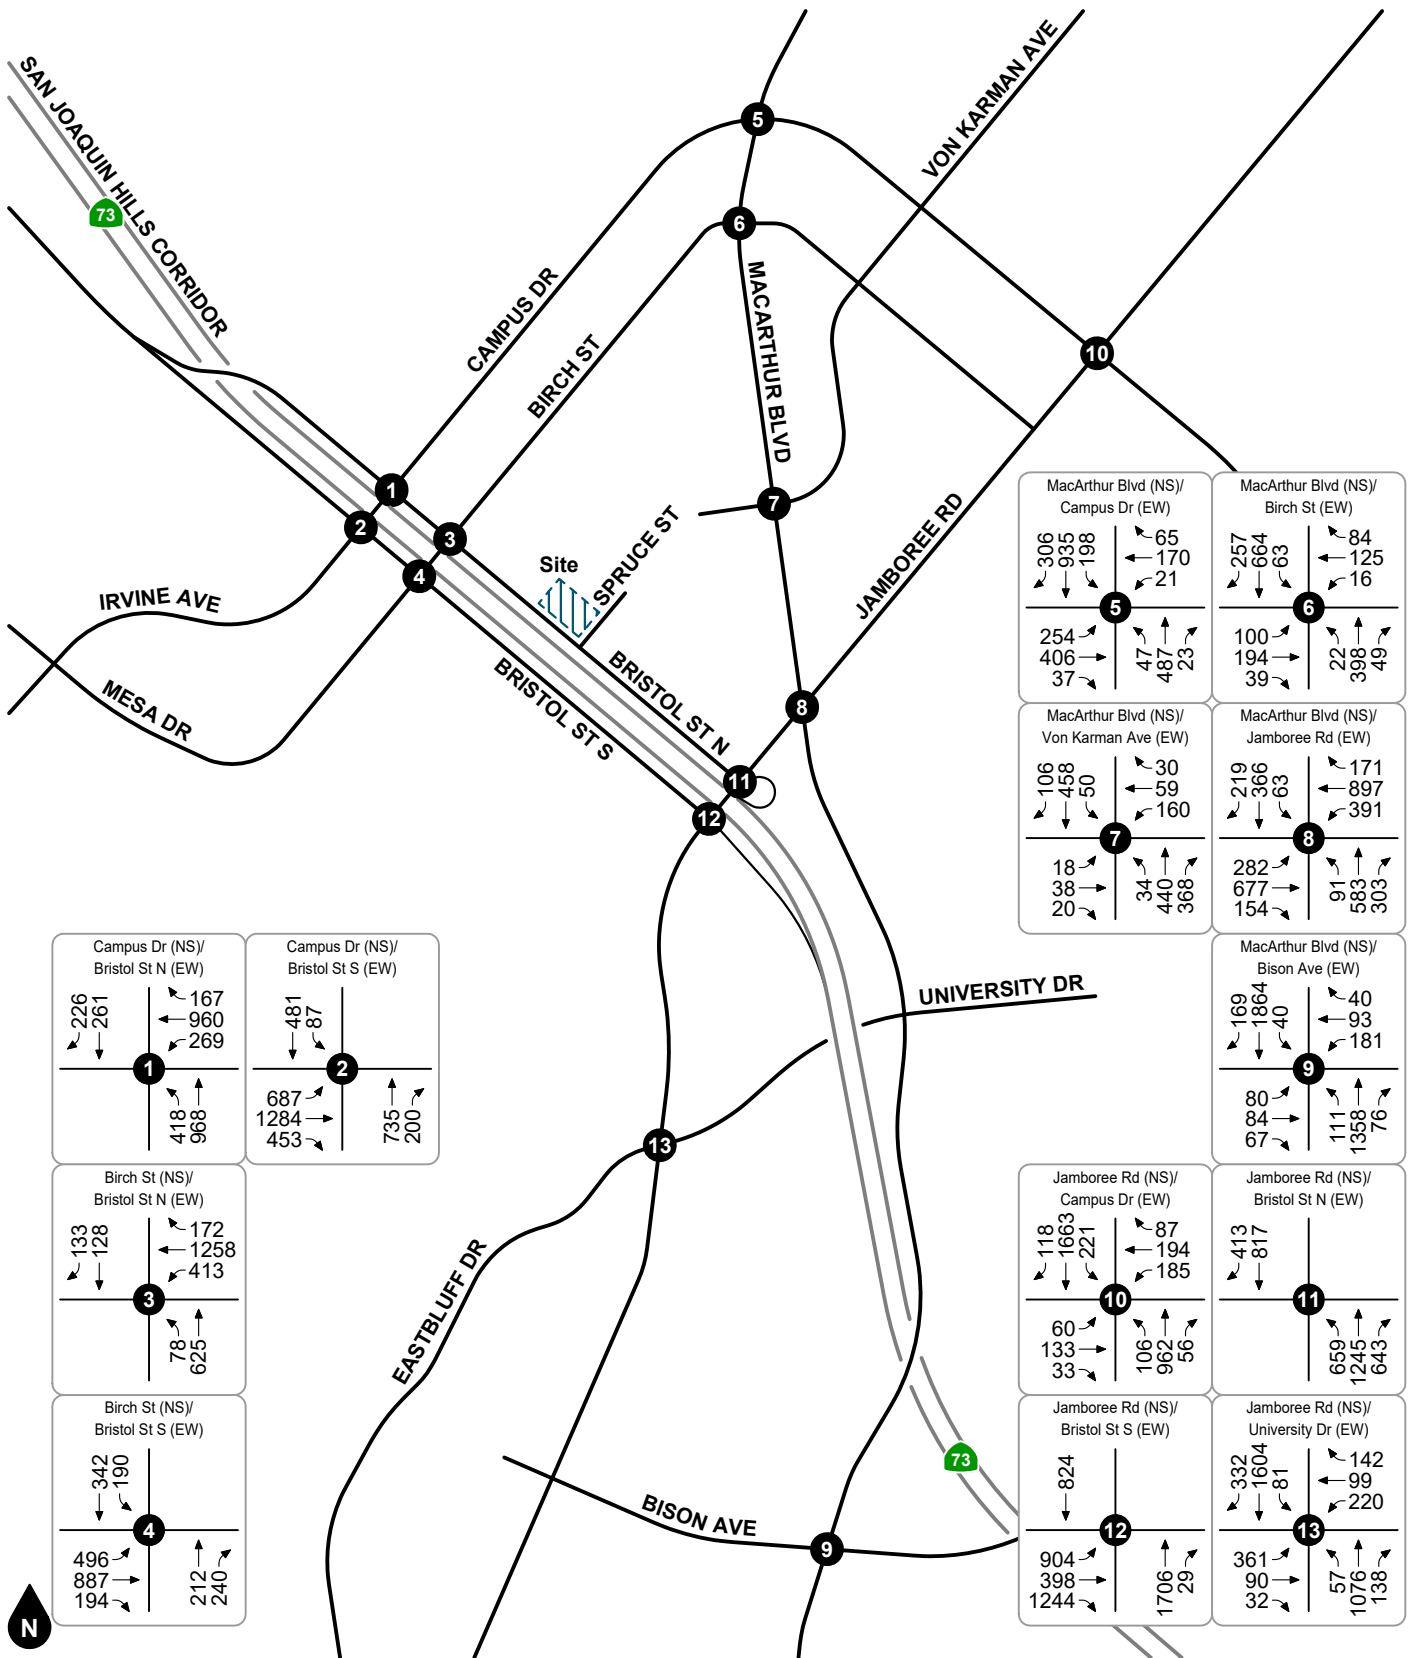 SAN JOAQUIN HILLS CORRIDOR
73
VON KARMAN AVE
5
6
CAMPUS DR
BIRCH ST
MACARTHUR BLVD
10
1
2
3
4
7
Site
SPRUCE ST
JAMBOREE RD
IRVINE AVE
MESA DR
BRISTOL ST N
BRISTOL ST S
8
11
12
UNIVERSITY DR
13
EASTBLUFF DR
BISON AVE
9
73
N
MacArthur Blvd (NS)/
Campus Dr (EW)
306 935 198
65
170
21
5
254
406
37
47 487 23
MacArthur Blvd (NS)/
Birch St (EW)
257 664 63
84
125
16
6
100
194
39
22 398 49
MacArthur Blvd (NS)/
Von Karman Ave (EW)
106 458 50
30
59
160
7
18
38
20
34 440 368
MacArthur Blvd (NS)/
Jamboree Rd (EW)
219 366 63
171
897
391
8
282
677
154
91 583 303
Campus Dr (NS)/
Bristol St N (EW)
226 261
167
960
269
1
418 968
Campus Dr (NS)/
Bristol St S (EW)
481 87
2
687
1284
453
735 200
MacArthur Blvd (NS)/
Bison Ave (EW)
169 1864 40
40
93
181
9
80
84
67
111 1358 76
Birch St (NS)/
Bristol St N (EW)
133 128
172
1258
413
3
78 625
Jamboree Rd (NS)/
Campus Dr (EW)
118 1663 221
87
194
185
10
60
133
33
106 962 56
Jamboree Rd (NS)/
Bristol St N (EW)
413 817
11
659 1245 643
Birch St (NS)/
Bristol St S (EW)
342 190
4
496
887
194
212 240
Jamboree Rd (NS)/
Bristol St S (EW)
824
12
904
398
1244
1706 29
Jamboree Rd (NS)/
University Dr (EW)
332 1604 81
142
99
220
13
361
90
32
57 1076 138